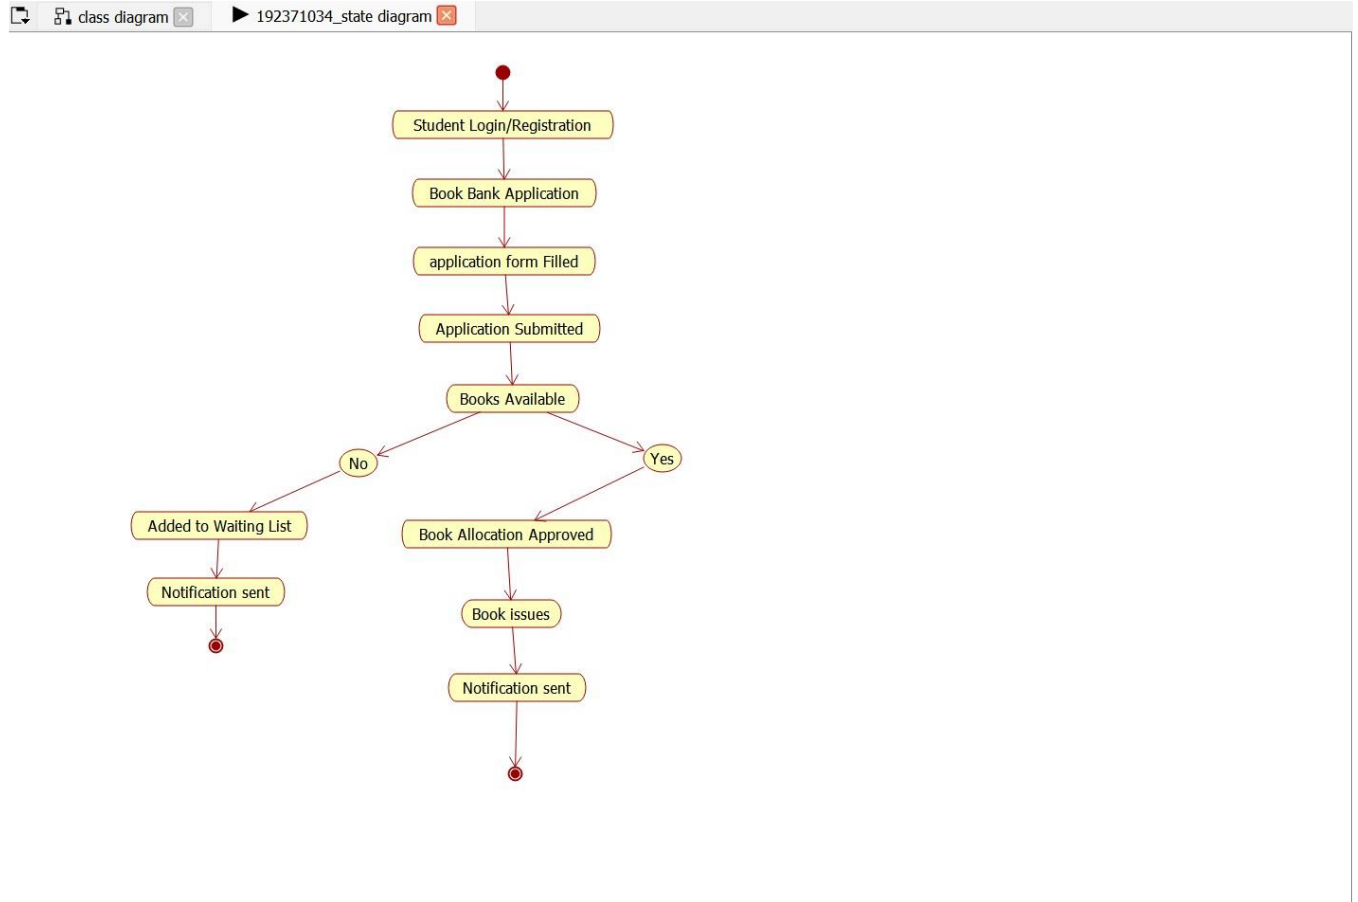 class diagram
192371034_state diagram
Student Login/Registration
Book Bank Application
application form Filled
Application Submitted
Books Available
No
Yes
Added to Waiting List
Book Allocation Approved
Notification sent
Book issues
Notification sent